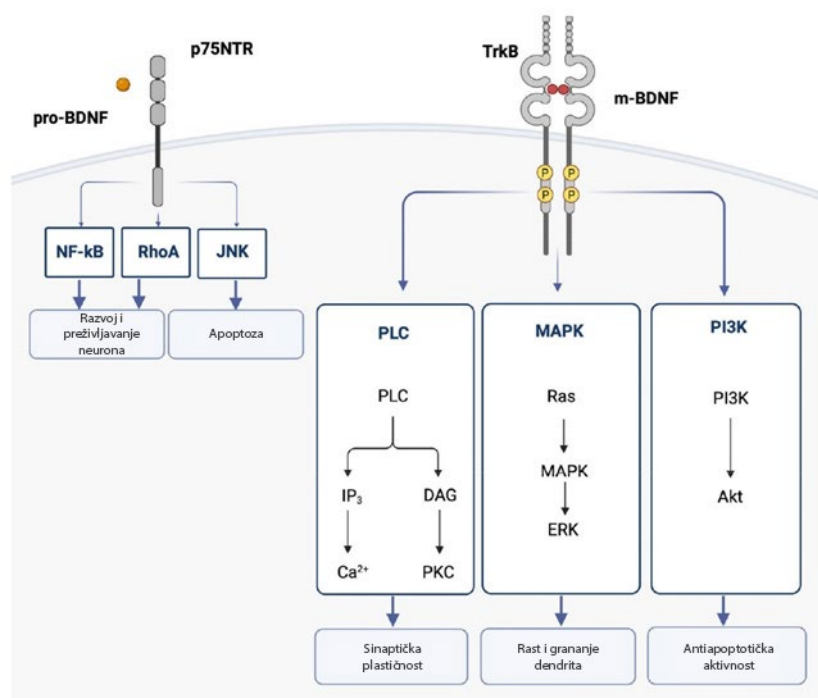 p75NTR
pro-BDNF
TrkB
m-BDNF
P P
P P
NF-kB
RhoA
JNK
Razvoj i
preživljavanje
neurona
Apoptoza
PLC
PLC
IP₃
DAG
Ca²⁺
PKC
Sinaptička
plastičnost
MAPK
Ras
MAPK
ERK
Rast i grananje
dendrita
PI3K
PI3K
Akt
Antiapoptotička
aktivnost